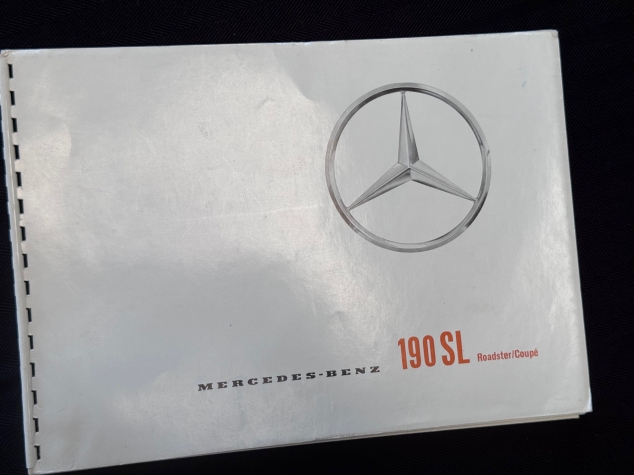 MERCEDES-BENZ 190 SL Roadster/Coupé